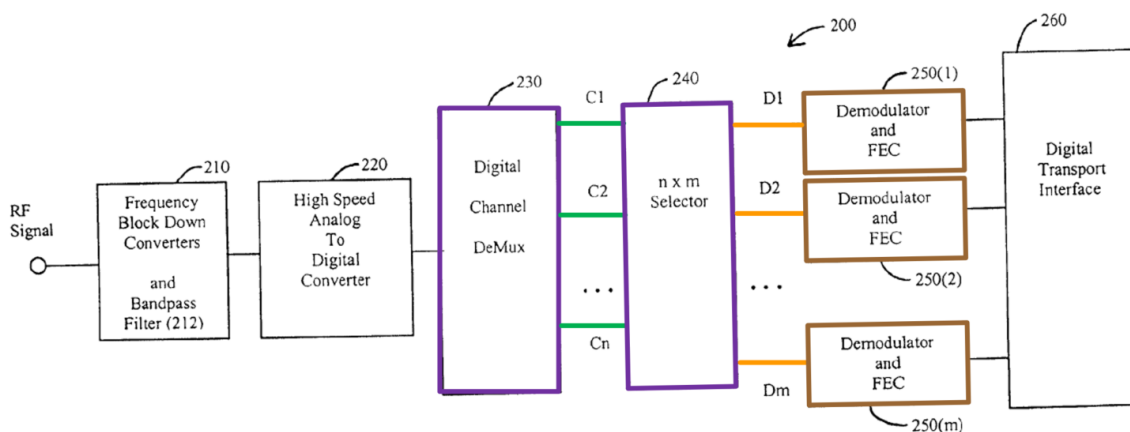 200
260
230
240
250(1)
C1
D1
Demodulator
and
FEC
210
220
Digital
Channel
DeMux
n x m
Selector
Digital
Transport
Interface
RF
Signal
Frequency
Block Down
Converters
and
Bandpass
Filter (212)
High Speed
Analog
To
Digital
Converter
C2
D2
Demodulator
and
FEC
250(2)
...
...
Cn
Dm
Demodulator
and
FEC
250(m)